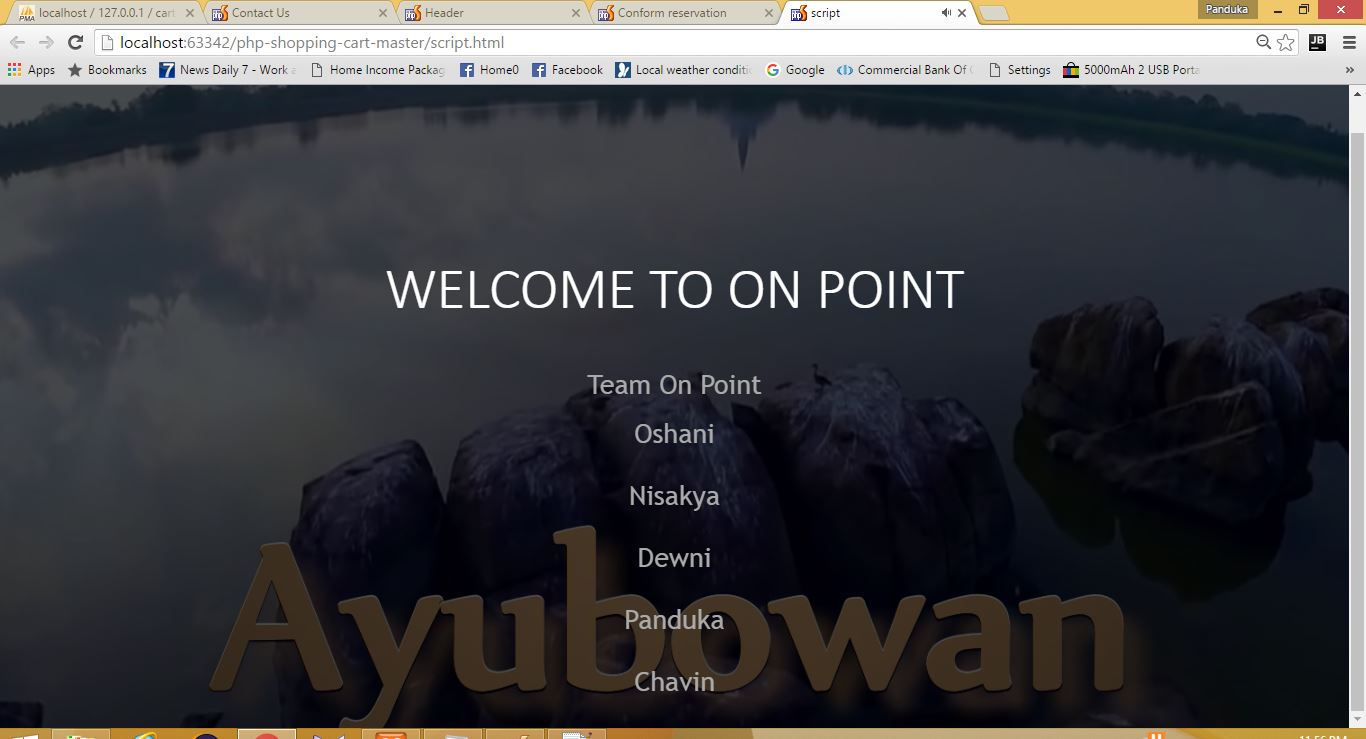 localhost / 127.0.0.1 / cart
Contact Us
Header
Conform reservation
script
Panduka
localhost:63342/php-shopping-cart-master/script.html
Apps
Bookmarks
News Daily 7 - Work a
Home Income Packag
Home0
Facebook
Local weather conditi
Google
Commercial Bank Of C
Settings
5000mAh 2 USB Porta
»
WELCOME TO ON POINT
Team On Point
Oshani
Nisakya
Dewni
Panduka
Chavin
Ayubowan